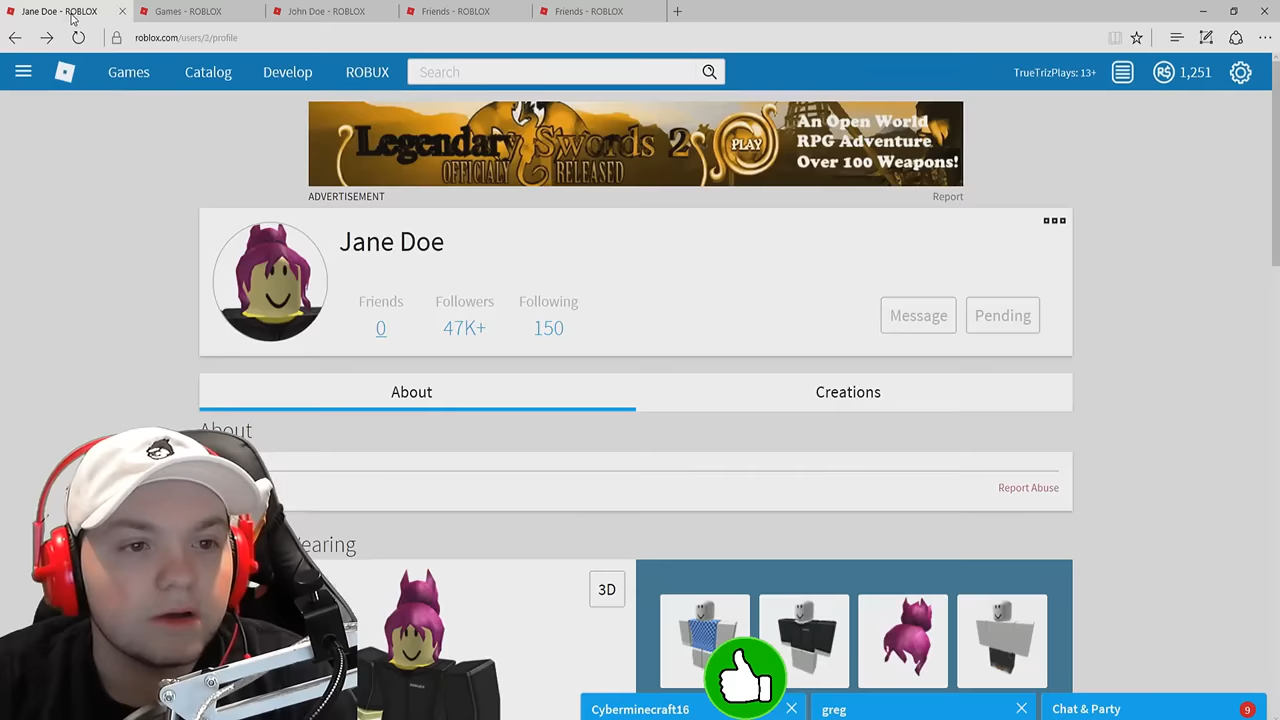 Jane Doe - ROBLOX
Games - ROBLOX
John Doe - ROBLOX
Friends - ROBLOX
Friends - ROBLOX
roblox.com/users/2/profile
Games
Catalog
Develop
ROBUX
Search
TrueTrizPlays: 13+
R$ 1,251
Legendary Swords 2
OFFICIALY RELEASED
PLAY
An Open World
RPG Adventure
Over 100 Weapons!
ADVERTISEMENT
Report
Jane Doe
Friends
Followers
Following
0
47K+
150
Message
Pending
About
Creations
About
Report Abuse
Wearing
3D
Cyberminecraft16
greg
Chat & Party
9